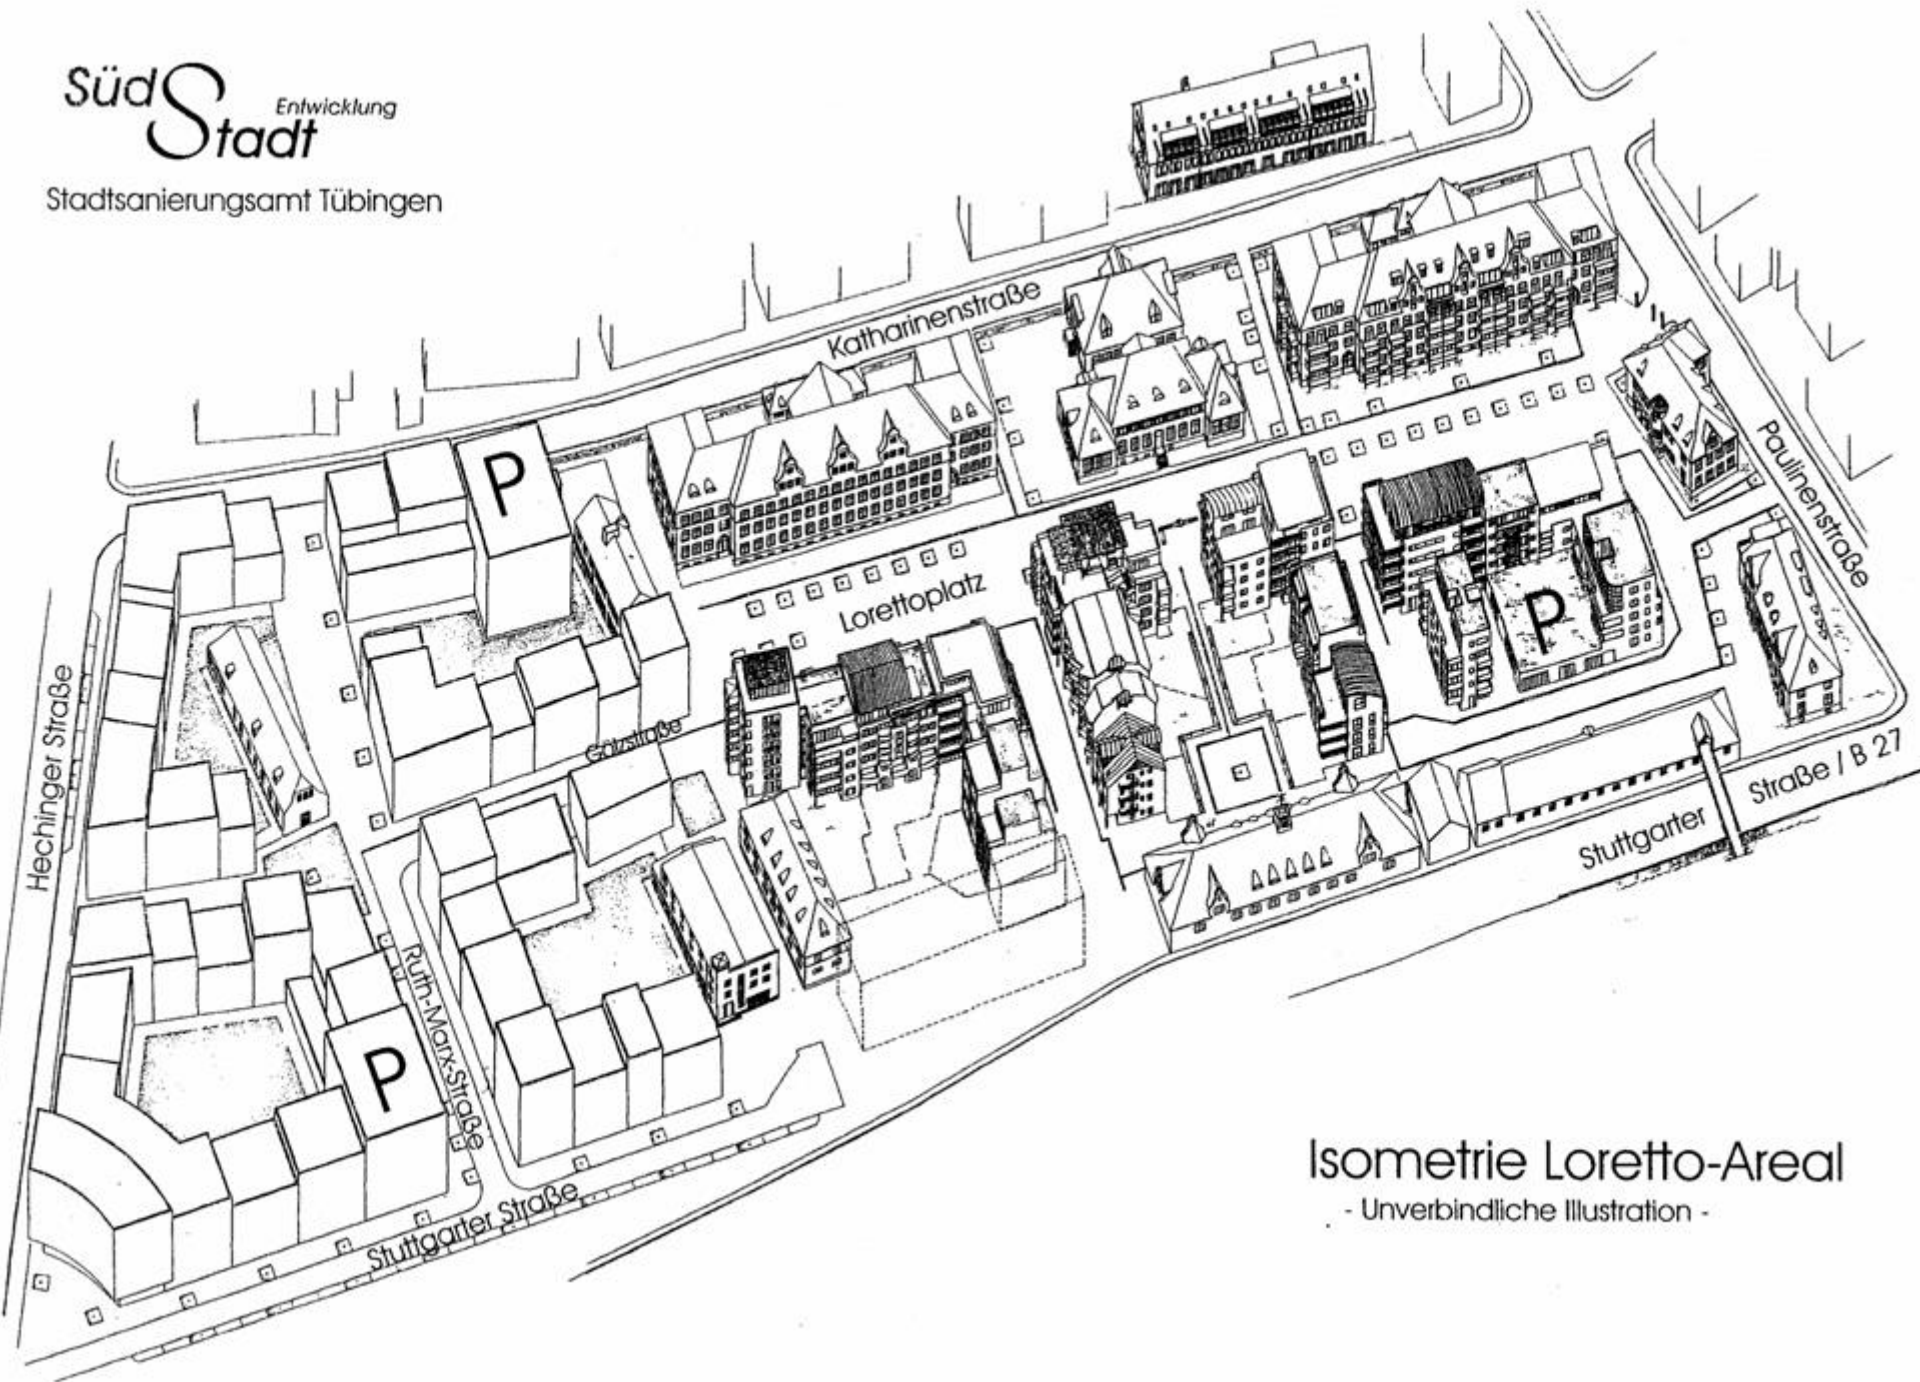 Süd
Stadt
Entwicklung
Stadtsanierungsamt Tübingen
Katharinenstraße
P
Paulinenstraße
Lorettoplatz
P
Hechinger Straße
Galzstraße
Straße / B 27
Stuttgarter
Ruth-Marx-Straße
P
Stuttgarter Straße
Isometrie Loretto-Areal
- Unverbindliche Illustration -